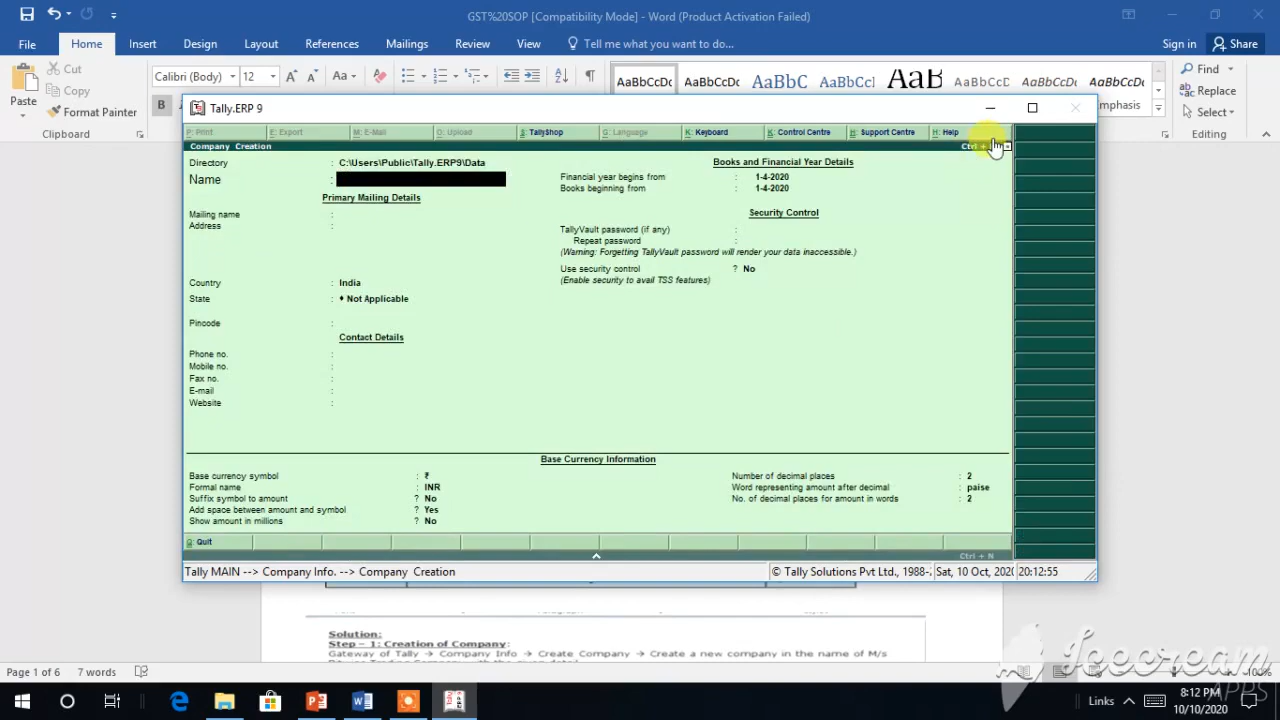 GST%20SOP [Compatibility Mode] - Word (Product Activation Failed)
File Home Insert Design Layout References Mailings Review View Tell me what you want to do... Sign in Share
Cut
Copy
Paste
Format Painter
Clipboard
Calibri (Body) 12
B
AaBbCcDc AaBbCcDc AaBbC AaBbCc AaB AaBbCcD AaBbCcDı AaBbCcDı
mphasis
Find
Replace
Select
Editing
Tally.ERP 9
P: Print E: Export M: E-Mail O: Upload S: TallyShop G: Language K: Keyboard K: Control Centre H: Support Centre H: Help
Company Creation Ctrl +
Directory : C:\Users\Public\Tally.ERP9\Data
Name :
Primary Mailing Details
Mailing name :
Address :
Country : India
State : ♦ Not Applicable
Pincode :
Contact Details
Phone no. :
Mobile no. :
Fax no. :
E-mail :
Website :
Books and Financial Year Details
Financial year begins from : 1-4-2020
Books beginning from : 1-4-2020
Security Control
TallyVault password (if any) :
Repeat password :
(Warning: Forgetting TallyVault password will render your data inaccessible.)
Use security control ? No
(Enable security to avail TSS features)
Base Currency Information
Base currency symbol : ₹
Formal name : INR
Suffix symbol to amount ? No
Add space between amount and symbol ? Yes
Show amount in millions ? No
Number of decimal places : 2
Word representing amount after decimal : paise
No. of decimal places for amount in words : 2
Q: Quit
Ctrl + N
Tally MAIN --> Company Info. --> Company Creation © Tally Solutions Pvt Ltd., 1988- Sat, 10 Oct, 2020 20:12:55
Solution:
Step – 1: Creation of Company:
Gateway of Tally → Company Info → Create Company → Create a new company in the name of M/s
Page 1 of 6 7 words 100%
Icecream
APPS
Links 8:12 PM
10/10/2020